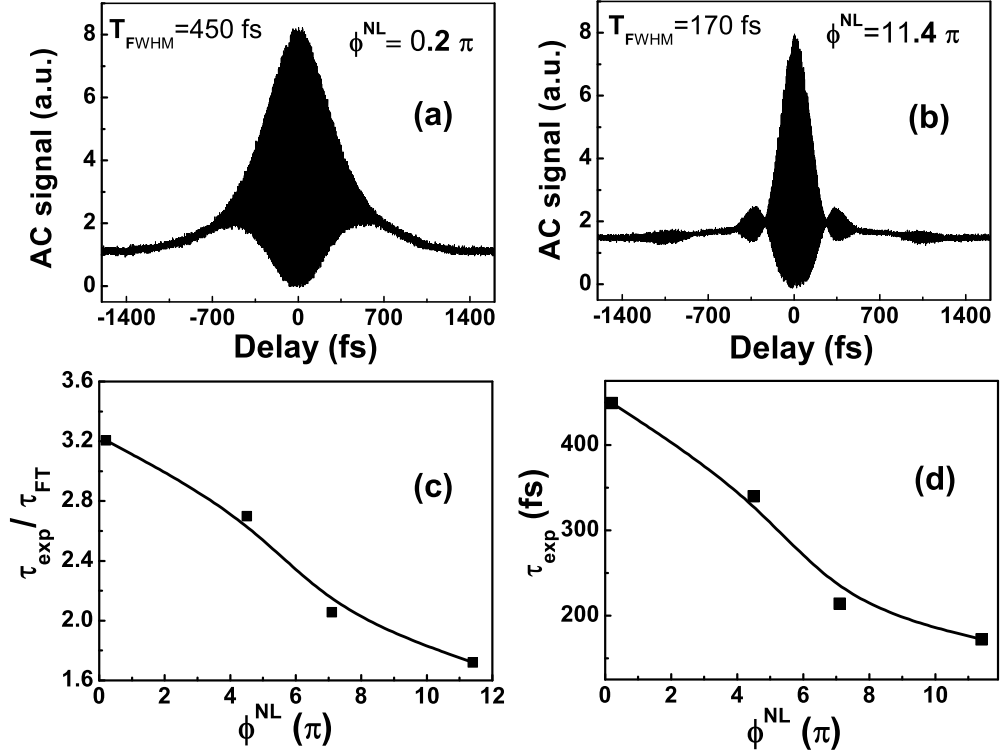 T_FWHM=450 fs
ϕ^NL= 0.2 π
(a)
AC signal (a.u.)
8
6
4
2
0
-1400 -700 0 700 1400
Delay (fs)
T_FWHM=170 fs
ϕ^NL=11.4 π
(b)
AC signal (a.u.)
8
6
4
2
0
-1400 -700 0 700 1400
Delay (fs)
(c)
τ_exp/ τ_FT
3.6
3.2
2.8
2.4
2.0
1.6
0 2 4 6 8 10 12
ϕ^NL (π)
(d)
τ_exp (fs)
400
300
200
100
0 2 4 6 8 10
ϕ^NL (π)